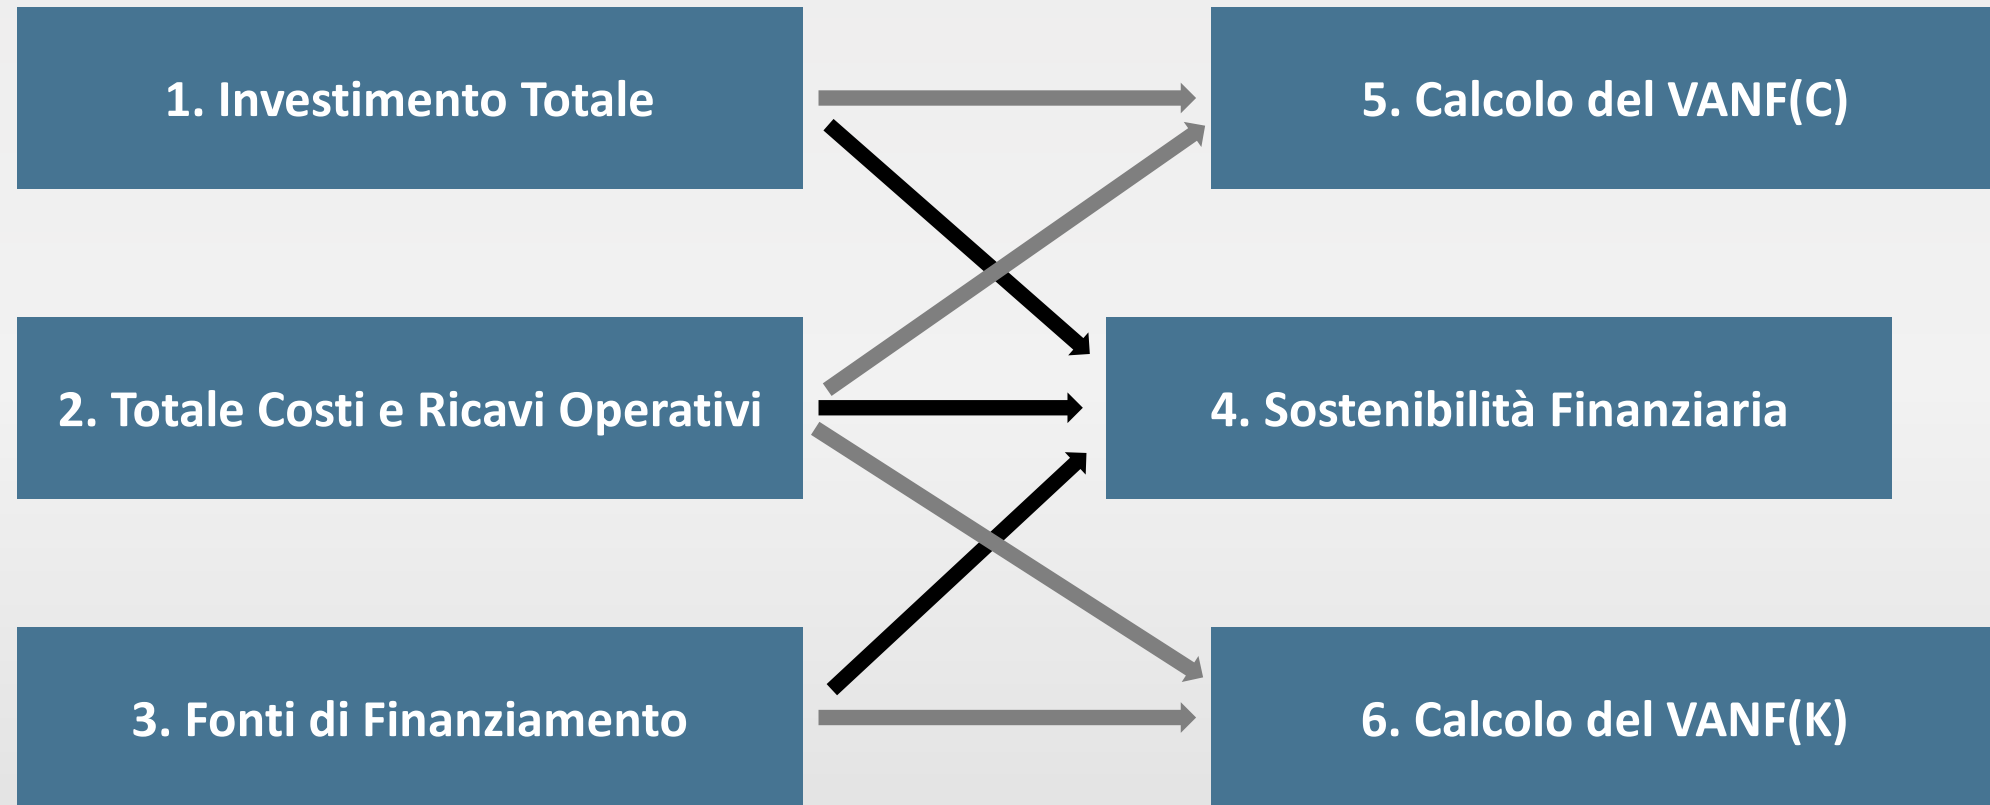 1. Investimento Totale
5. Calcolo del VANF(C)
2. Totale Costi e Ricavi Operativi
4. Sostenibilità Finanziaria
3. Fonti di Finanziamento
6. Calcolo del VANF(K)